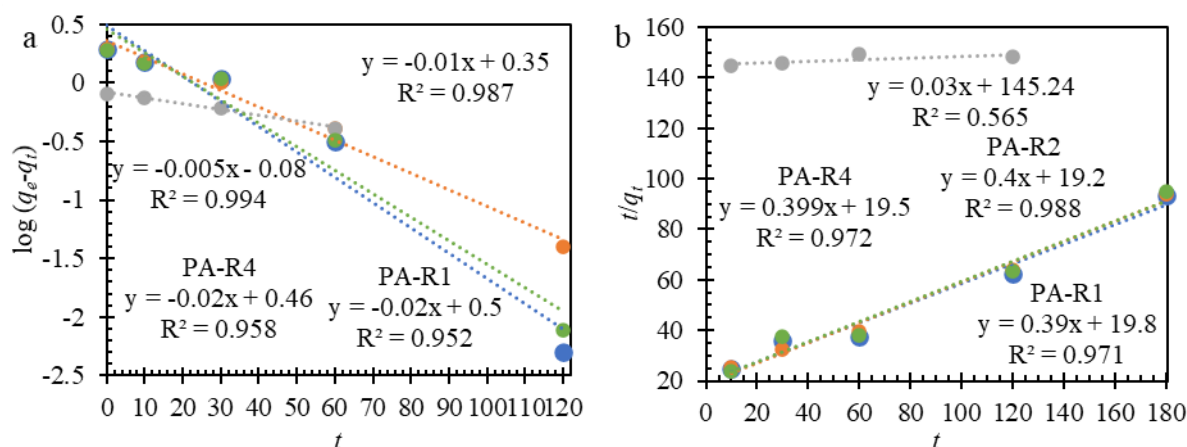 a
0.5
0
-0.5
-1
-1.5
-2
-2.5
log (qe-qt)
y = -0.01x + 0.35
R² = 0.987
y = -0.005x - 0.08
R² = 0.994
PA-R4
y = -0.02x + 0.46
R² = 0.958
PA-R1
y = -0.02x + 0.5
R² = 0.952
0 10 20 30 40 50 60 70 80 90 100 110 120
t
b
160
140
120
100
80
60
40
20
t/qt
y = 0.03x + 145.24
R² = 0.565
PA-R2
y = 0.4x + 19.2
R² = 0.988
PA-R4
y = 0.399x + 19.5
R² = 0.972
PA-R1
y = 0.39x + 19.8
R² = 0.971
0 20 40 60 80 100 120 140 160 180
t